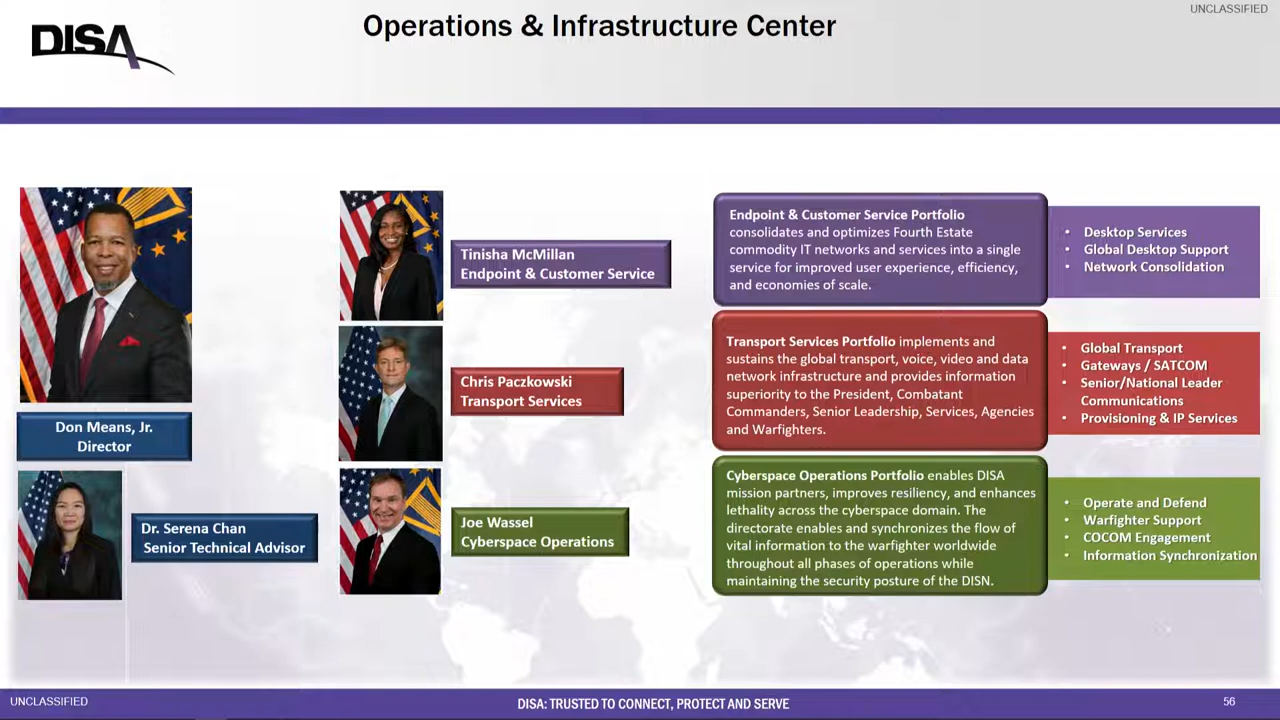 UNCLASSIFIED
DISA
Operations & Infrastructure Center
Don Means, Jr.
Director
Dr. Serena Chan
Senior Technical Advisor
Tinisha McMillan
Endpoint & Customer Service
Chris Paczkowski
Transport Services
Joe Wassel
Cyberspace Operations
Endpoint & Customer Service Portfolio
consolidates and optimizes Fourth Estate
commodity IT networks and services into a single
service for improved user experience, efficiency,
and economies of scale.
• Desktop Services
• Global Desktop Support
• Network Consolidation
Transport Services Portfolio implements and
sustains the global transport, voice, video and data
network infrastructure and provides information
superiority to the President, Combatant
Commanders, Senior Leadership, Services, Agencies
and Warfighters.
• Global Transport
• Gateways / SATCOM
• Senior/National Leader
Communications
• Provisioning & IP Services
Cyberspace Operations Portfolio enables DISA
mission partners, improves resiliency, and enhances
lethality across the cyberspace domain. The
directorate enables and synchronizes the flow of
vital information to the warfighter worldwide
throughout all phases of operations while
maintaining the security posture of the DISN.
• Operate and Defend
• Warfighter Support
• COCOM Engagement
• Information Synchronization
UNCLASSIFIED
DISA: TRUSTED TO CONNECT, PROTECT AND SERVE
56